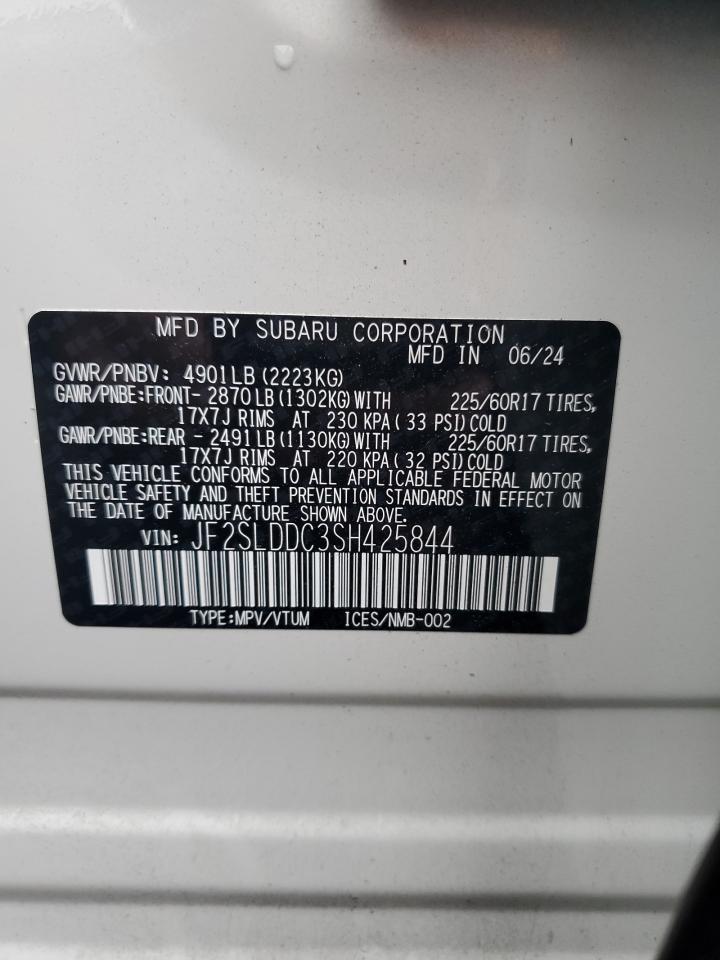 MFD BY SUBARU CORPORATION
MFD IN 06/24
GVWR/PNBV: 4901LB (2223KG)
GAWR/PNBE:FRONT- 2870LB (1302KG) WITH 225/60R17 TIRES,
17X7J RIMS AT 230 KPA( 33 PSI)COLD
GAWR/PNBE:REAR - 2491LB (1130KG) WITH 225/60R17 TIRES,
17X7J RIMS AT 220 KPA( 32 PSI)COLD
THIS VEHICLE CONFORMS TO ALL APPLICABLE FEDERAL MOTOR
VEHICLE SAFETY AND THEFT PREVENTION STANDARDS IN EFFECT ON
THE DATE OF MANUFACTURE SHOWN ABOVE.
VIN: JF2SLDDC3SH425844
TYPE:MPV/VTUM ICES/NMB-002